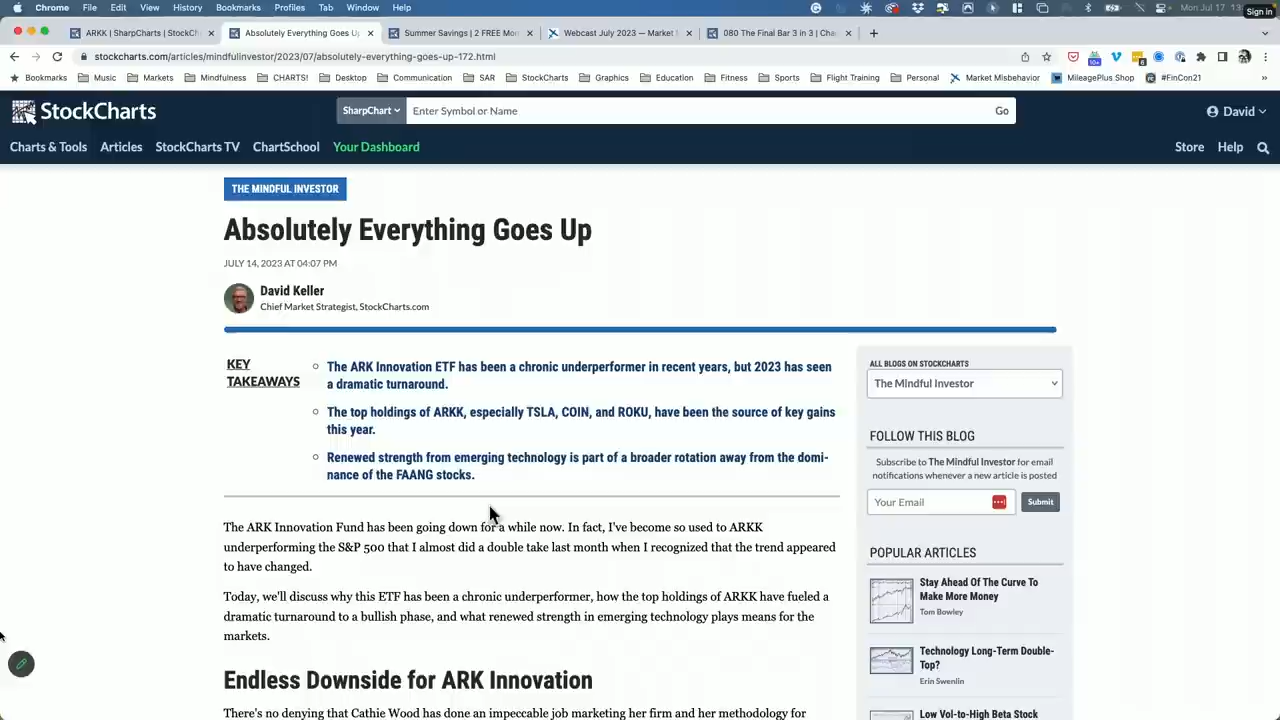 Chrome File Edit View History Bookmarks Profiles Tab Window Help
Mon Jul 17
Sign in
ARKK | SharpCharts | StockCh
Absolutely Everything Goes Up
Summer Savings | 2 FREE Mon
Webcast July 2023 — Market
080 The Final Bar 3 in 3 | Cha
stockcharts.com/articles/mindfulinvestor/2023/07/absolutely-everything-goes-up-172.html
Bookmarks Music Markets Mindfulness CHARTS! Desktop Communication SAR StockCharts Graphics Education Fitness Sports Flight Training Personal Market Misbehavior MileagePlus Shop #FinCon21 »
StockCharts
SharpChart Enter Symbol or Name Go
David
Charts & Tools Articles StockCharts TV ChartSchool Your Dashboard Store Help
THE MINDFUL INVESTOR
Absolutely Everything Goes Up
JULY 14, 2023 AT 04:07 PM
David Keller
Chief Market Strategist, StockCharts.com
KEY
TAKEAWAYS
The ARK Innovation ETF has been a chronic underperformer in recent years, but 2023 has seen
a dramatic turnaround.
The top holdings of ARKK, especially TSLA, COIN, and ROKU, have been the source of key gains
this year.
Renewed strength from emerging technology is part of a broader rotation away from the domi-
nance of the FAANG stocks.
The ARK Innovation Fund has been going down for a while now. In fact, I've become so used to ARKK
underperforming the S&P 500 that I almost did a double take last month when I recognized that the trend appeared
to have changed.
Today, we'll discuss why this ETF has been a chronic underperformer, how the top holdings of ARKK have fueled a
dramatic turnaround to a bullish phase, and what renewed strength in emerging technology plays means for the
markets.
Endless Downside for ARK Innovation
There's no denying that Cathie Wood has done an impeccable job marketing her firm and her methodology for
ALL BLOGS ON STOCKCHARTS
The Mindful Investor
FOLLOW THIS BLOG
Subscribe to The Mindful Investor for email
notifications whenever a new article is posted
Your Email Submit
POPULAR ARTICLES
Stay Ahead Of The Curve To
Make More Money
Tom Bowley
Technology Long-Term Double-
Top?
Erin Swenlin
Low Vol-to-High Beta Stock